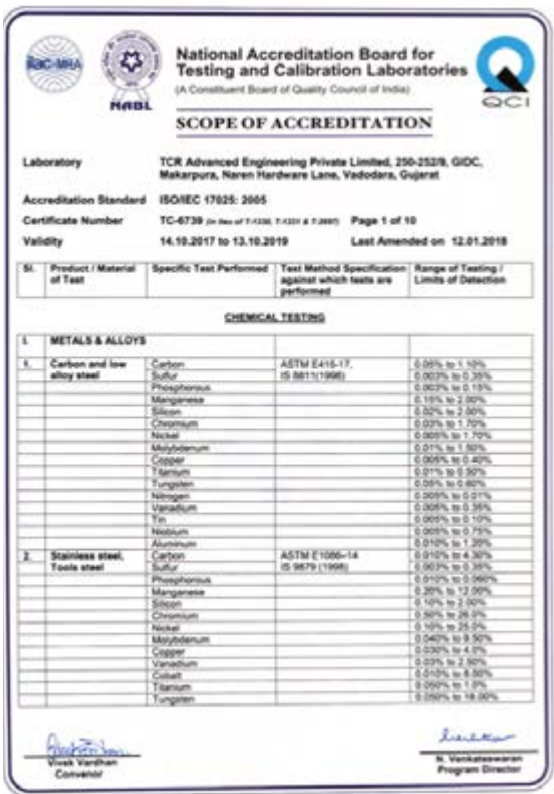 ilac-MRA
NABL
National Accreditation Board for
Testing and Calibration Laboratories
(A Constituent Board of Quality Council of India)
QCI
SCOPE OF ACCREDITATION
Laboratory TCR Advanced Engineering Private Limited, 250-252/9, GIDC,
Makarpura, Naren Hardware Lane, Vadodara, Gujarat
Accreditation Standard ISO/IEC 17025: 2005
Certificate Number TC-6739 (in lieu of T-1330, T-1331 & T-2697) Page 1 of 10
Validity 14.10.2017 to 13.10.2019 Last Amended on 12.01.2018
Sl. Product / Material Specific Test Performed Test Method Specification Range of Testing /
of Test against which tests are Limits of Detection
performed
CHEMICAL TESTING
I. METALS & ALLOYS
1. Carbon and low Carbon ASTM E415-17, 0.05% to 1.10%
alloy steel Sulfur IS 8811(1998) 0.003% to 0.35%
Phosphorous 0.003% to 0.15%
Manganese 0.15% to 2.00%
Silicon 0.02% to 2.00%
Chromium 0.03% to 1.70%
Nickel 0.005% to 1.70%
Molybdenum 0.01% to 1.50%
Copper 0.005% to 0.40%
Titanium 0.01% to 0.50%
Tungsten 0.05% to 0.60%
Nitrogen 0.005% to 0.01%
Vanadium 0.005% to 0.35%
Tin 0.005% to 0.10%
Niobium 0.005% to 0.75%
Aluminum 0.010% to 1.20%
2. Stainless steel, Carbon ASTM E1086-14 0.010% to 4.30%
Tools steel Sulfur IS 9879 (1998) 0.003% to 0.35%
Phosphorous 0.010% to 0.060%
Manganese 0.20% to 12.00%
Silicon 0.10% to 2.00%
Chromium 0.50% to 26.0%
Nickel 0.10% to 25.0%
Molybdenum 0.040% to 9.50%
Copper 0.030% to 4.0%
Vanadium 0.03% to 2.50%
Cobalt 0.010% to 8.00%
Titanium 0.050% to 1.0%
Tungsten 0.050% to 18.00%
Vivek Vardhan
Convenor
N. Venkateswaran
Program Director